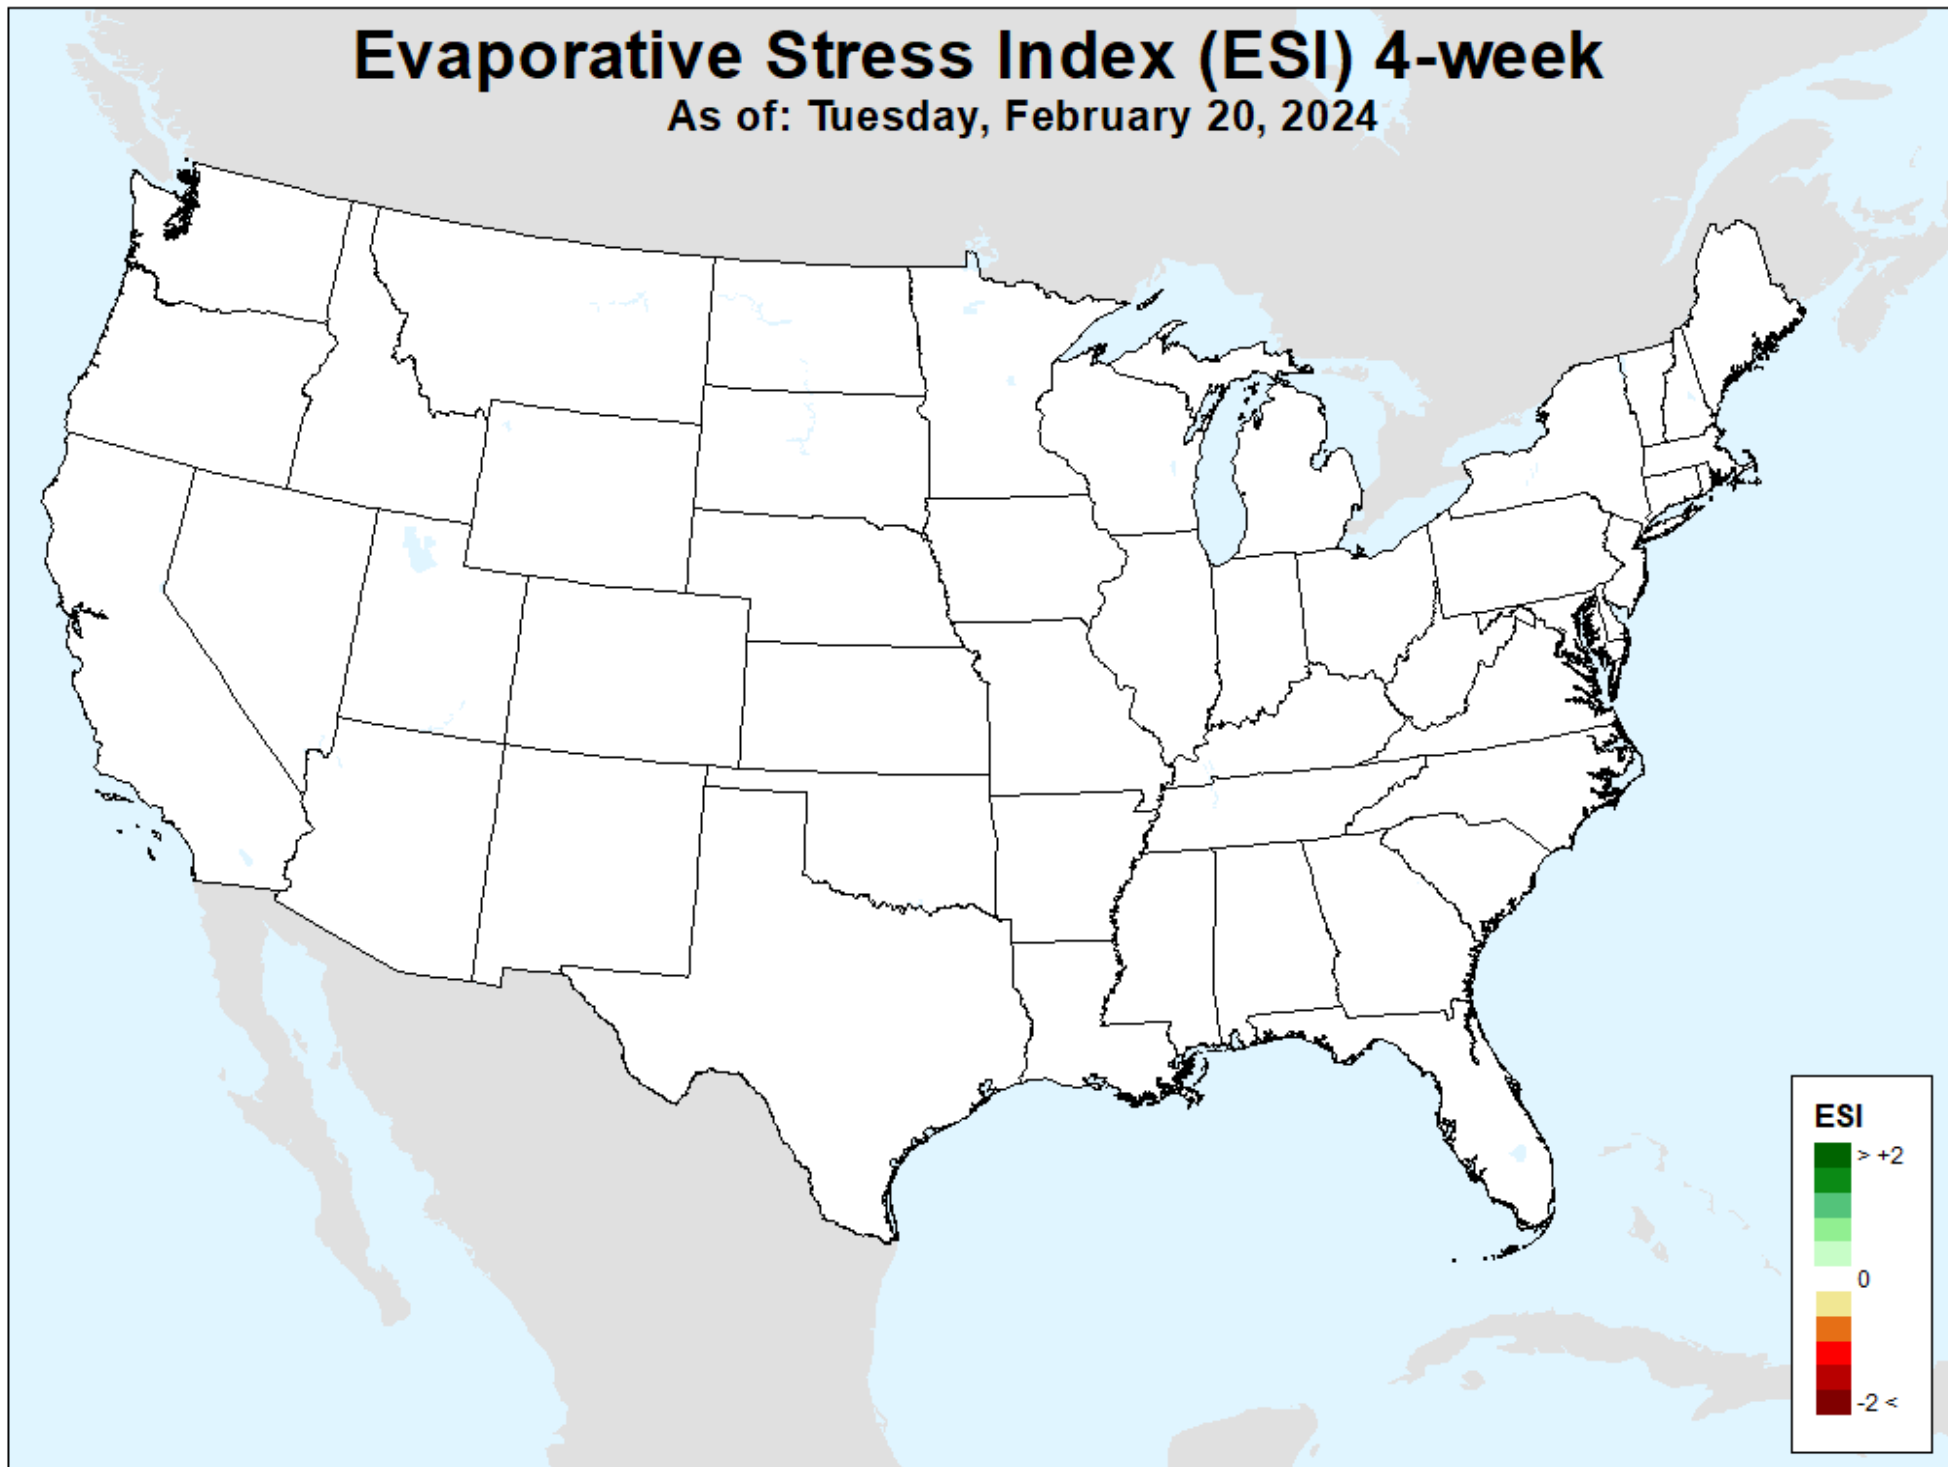 Evaporative Stress Index (ESI) 4-week
As of: Tuesday, February 20, 2024
ESI
> +2
0
-2 <